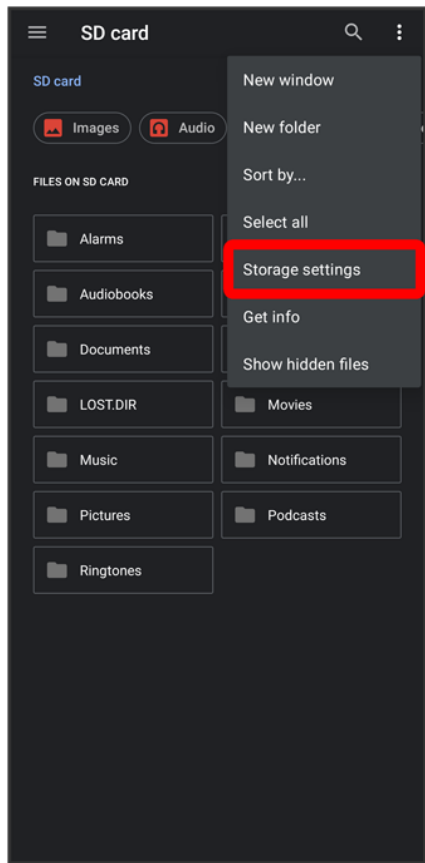 SD card
SD card
Images
Audio
New window
New folder
Sort by...
Select all
Storage settings
Get info
Show hidden files
FILES ON SD CARD
Alarms
Audiobooks
Documents
LOST.DIR
Movies
Music
Notifications
Pictures
Podcasts
Ringtones